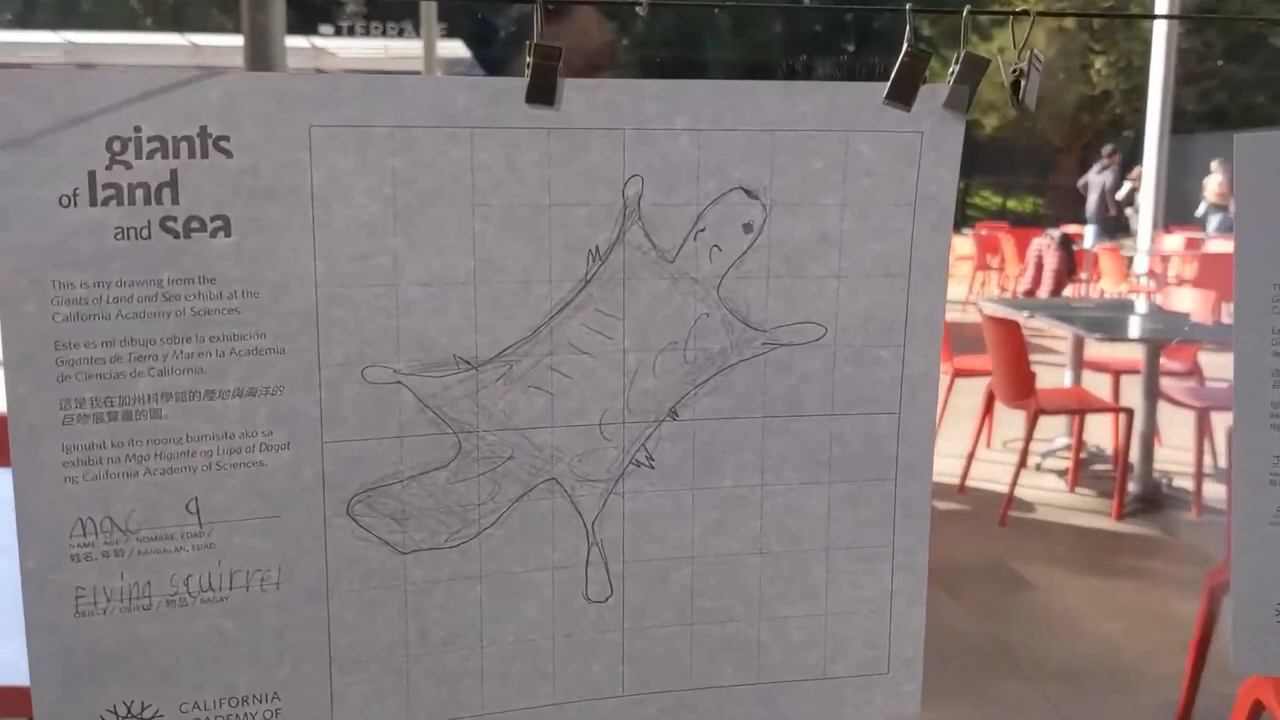 TERRA
giants
of land
and sea
This is my drawing from the
Giants of Land and Sea exhibit at the
California Academy of Sciences.
Este es mi dibujo sobre la exhibición
Gigantes de Tierra y Mar en la Academia
de Ciencias de California.
這是我在加州科學館的陸地與海洋的
巨物展覽畫的圖。
Iginuhit ko ito noong bumisita ako sa
exhibit na Mga Higante ng Lupa at Dagat
ng California Academy of Sciences.
9
NAME, AGE / NOMBRE, EDAD /
姓名, 年齡 / PANGALAN, EDAD
Flying squirrel
OBJECT / OBJETO / 物品 / BAGAY
CALIFORNIA
ACADEMY OF